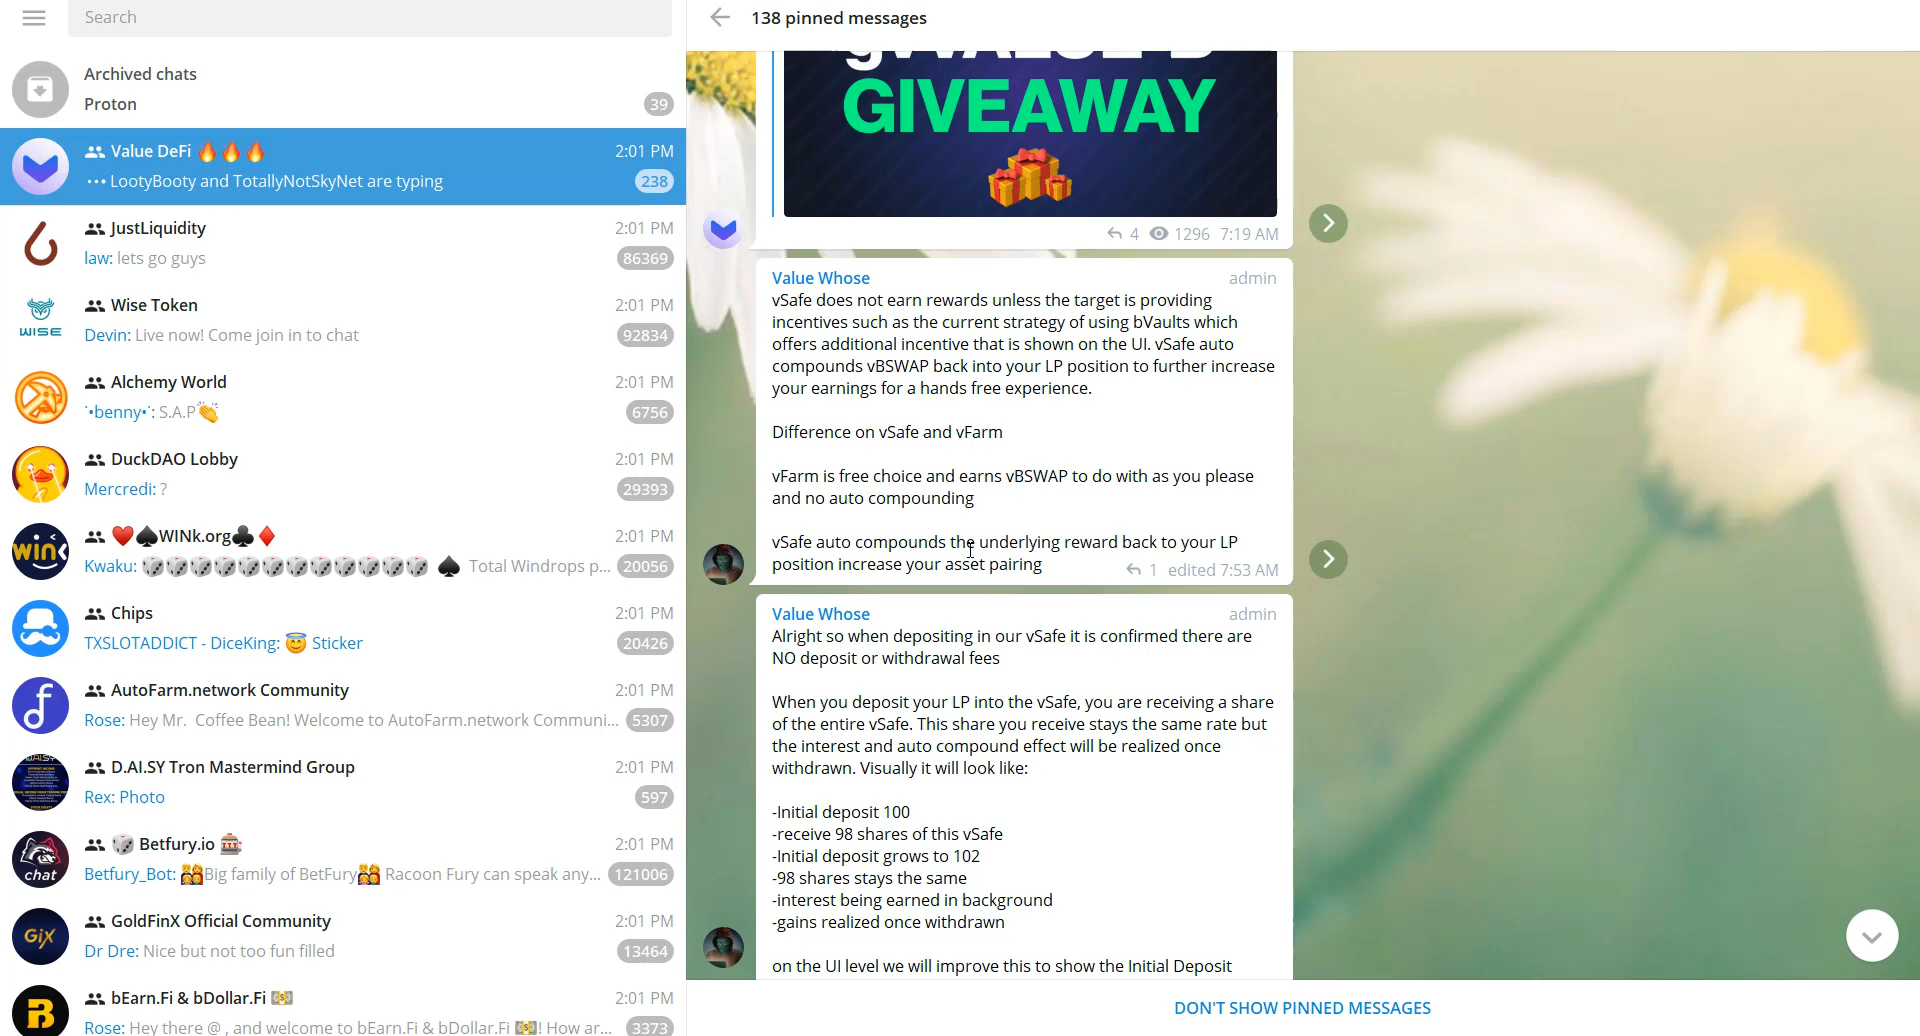 Search
Archived chats
Proton
39
Value DeFi 🔥🔥🔥
2:01 PM
LootyBooty and TotallyNotSkyNet are typing
238
JustLiquidity
2:01 PM
law: lets go guys
86369
WISE
Wise Token
2:01 PM
Devin: Live now! Come join in to chat
92834
Alchemy World
2:01 PM
˙•benny•˙: S.A.P👏
6756
DuckDAO Lobby
2:01 PM
Mercredi: ?
29393
win
♥️♠️WINk.org♣️♦️
2:01 PM
Kwaku: 🎲🎲🎲🎲🎲🎲🎲🎲🎲🎲🎲🎲 ♠️ Total Windrops p...
20056
Chips
2:01 PM
TXSLOTADDICT - DiceKing: 😇 Sticker
20426
AutoFarm.network Community
2:01 PM
Rose: Hey Mr. Coffee Bean! Welcome to AutoFarm.network Communi...
5307
D.AI.SY Tron Mastermind Group
2:01 PM
Rex: Photo
597
chat
🎲 Betfury.io 🎰
2:01 PM
Betfury_Bot: 👨‍👩‍👧‍👦Big family of BetFury👨‍👩‍👧‍👦 Racoon Fury can speak any...
121006
GiX
GoldFinX Official Community
2:01 PM
Dr Dre: Nice but not too fun filled
13464
B
bEarn.Fi & bDollar.Fi 💵
2:01 PM
Rose: Hey there @ , and welcome to bEarn.Fi & bDollar.Fi 💵! How ar...
3373
138 pinned messages
GIVEAWAY
4 1296 7:19 AM
Value Whose admin
vSafe does not earn rewards unless the target is providing
incentives such as the current strategy of using bVaults which
offers additional incentive that is shown on the UI. vSafe auto
compounds vBSWAP back into your LP position to further increase
your earnings for a hands free experience.
Difference on vSafe and vFarm
vFarm is free choice and earns vBSWAP to do with as you please
and no auto compounding
vSafe auto compounds the underlying reward back to your LP
position increase your asset pairing
1 edited 7:53 AM
Value Whose admin
Alright so when depositing in our vSafe it is confirmed there are
NO deposit or withdrawal fees
When you deposit your LP into the vSafe, you are receiving a share
of the entire vSafe. This share you receive stays the same rate but
the interest and auto compound effect will be realized once
withdrawn. Visually it will look like:
-Initial deposit 100
-receive 98 shares of this vSafe
-Initial deposit grows to 102
-98 shares stays the same
-interest being earned in background
-gains realized once withdrawn
on the UI level we will improve this to show the Initial Deposit
DON'T SHOW PINNED MESSAGES